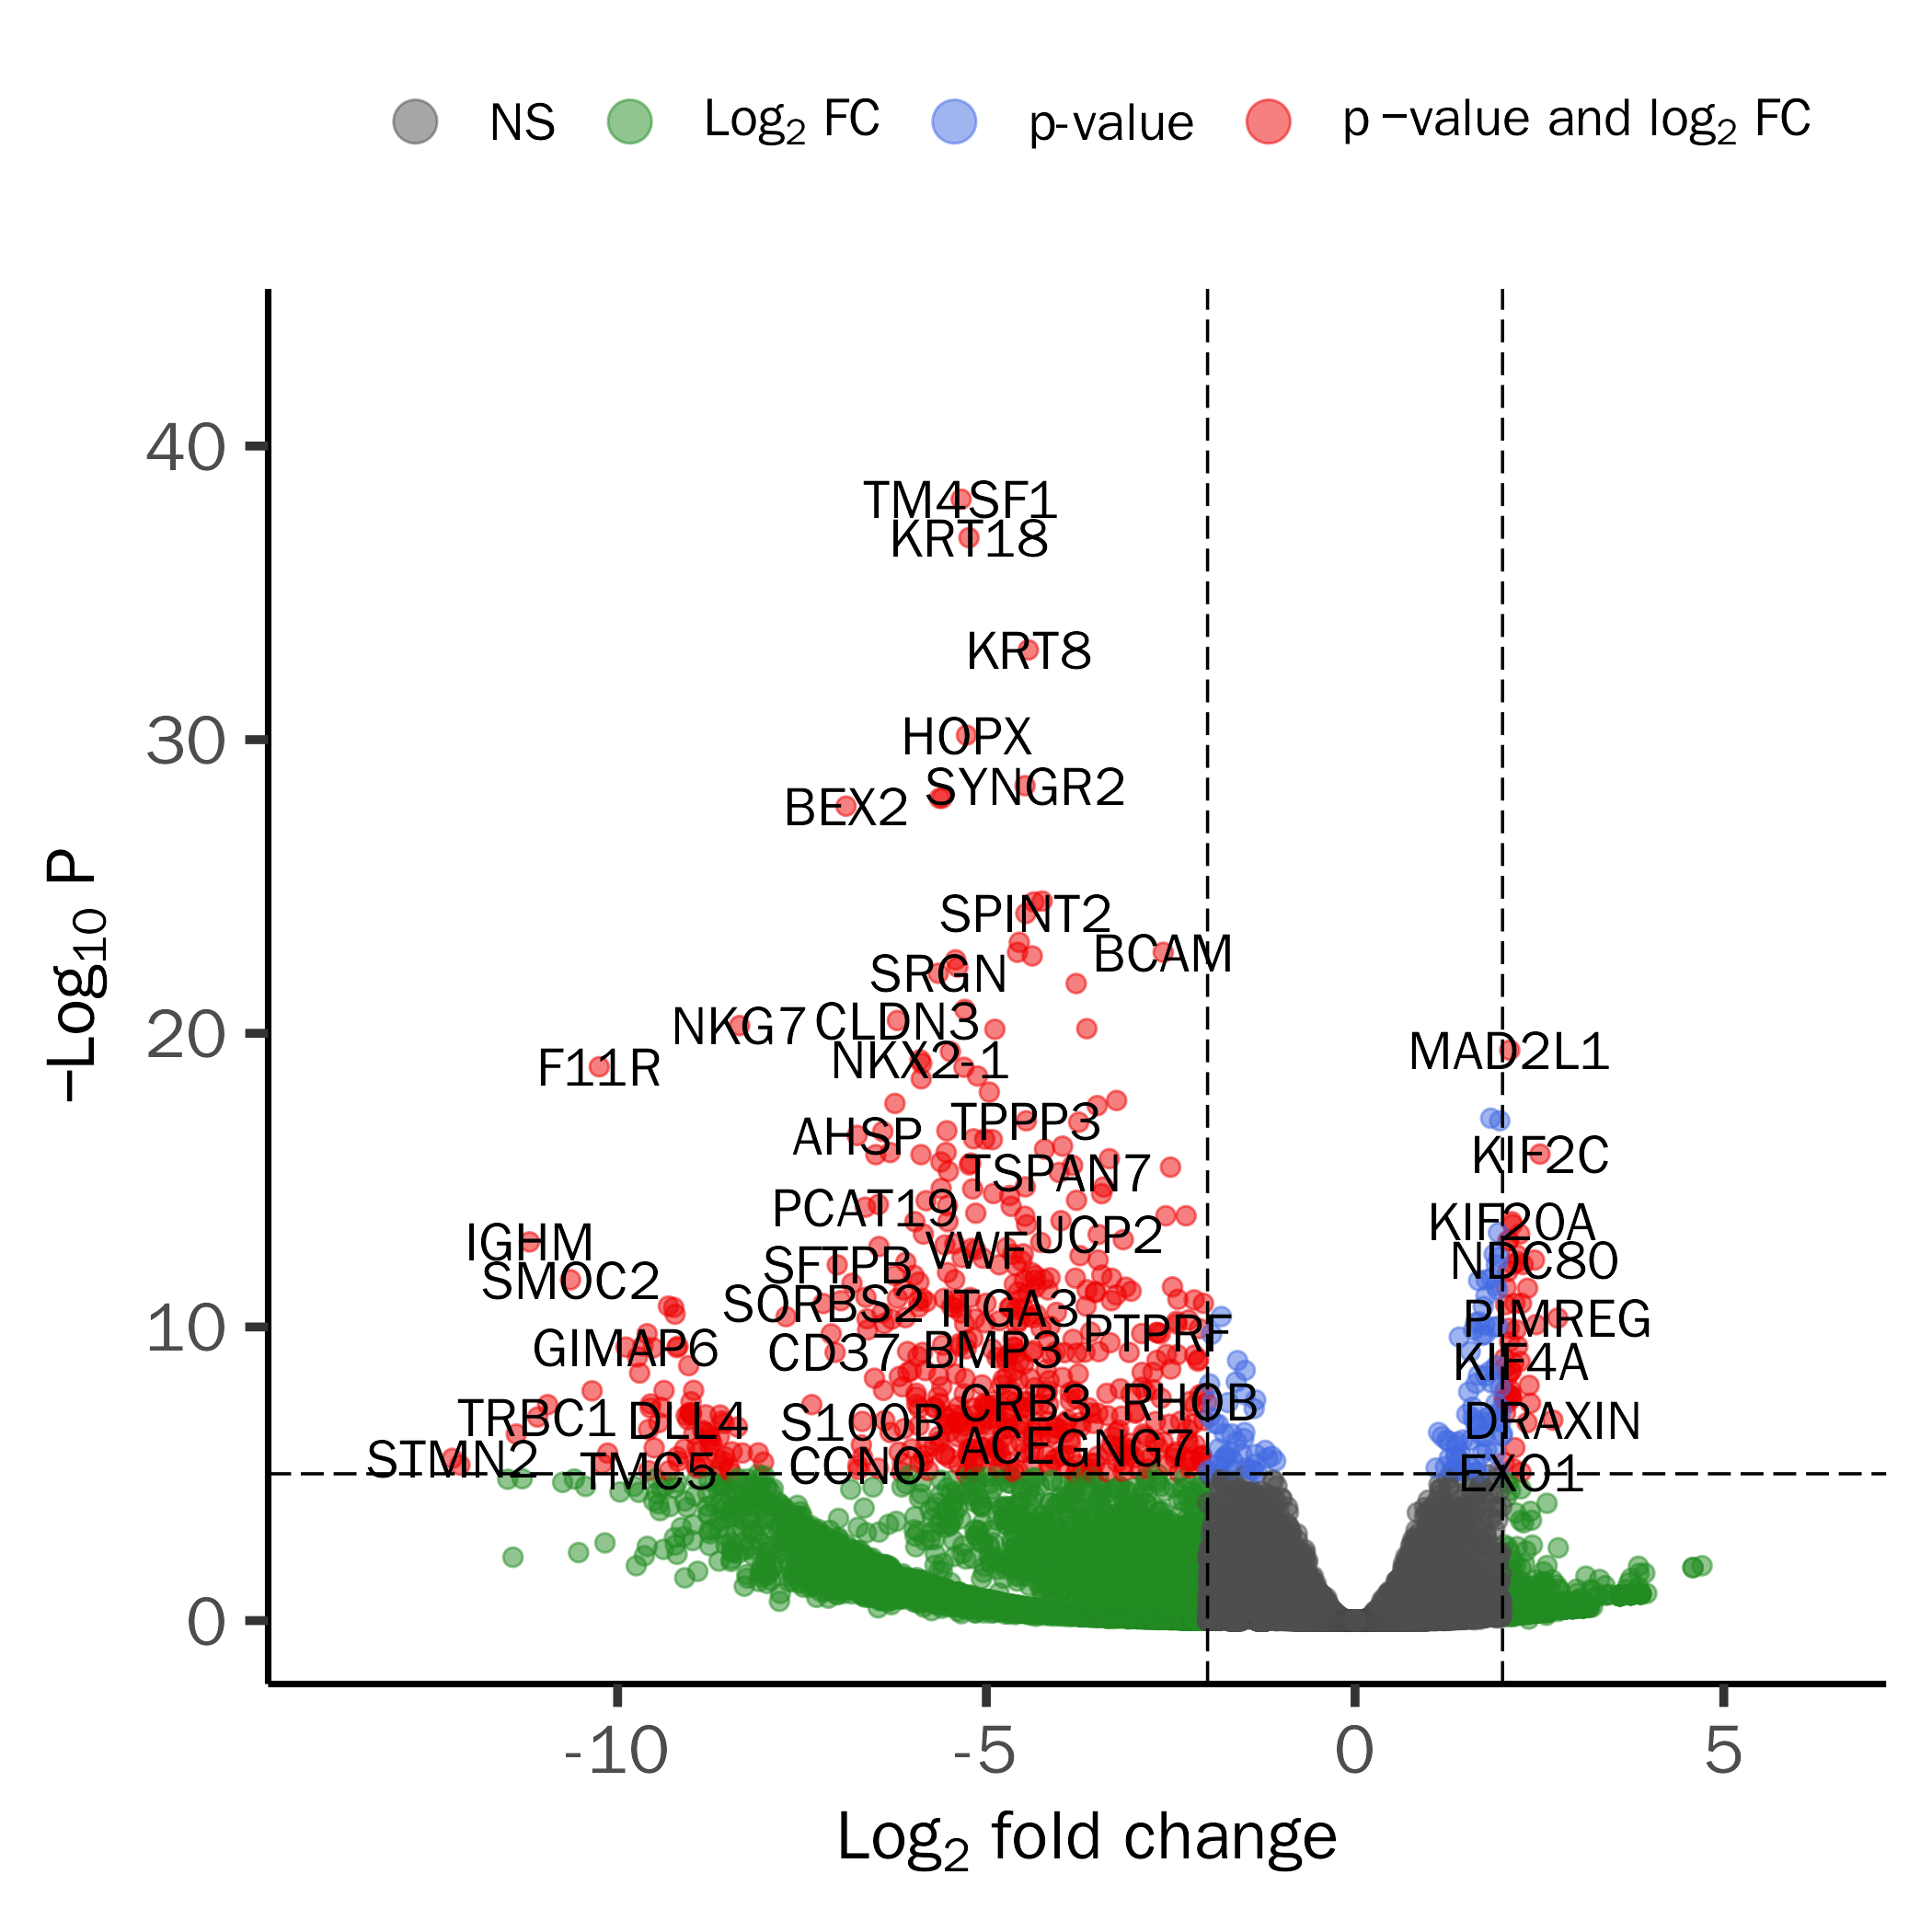 NS Log2 FC p-value p −value and log2 FC
40
30
20
10
0
−Log10 P
TM4SF1
KRT18
KRT8
HOPX
SYNGR2
BEX2
SPINT2
BCAM
SRGN
NKG7 CLDN3
MAD2L1
NKX2-1
F11R
TPPP3
AHSP
KIF2C
TSPAN7
PCAT19
KIF20A
UCP2
IGHM
VWF
SFTPB
NDC80
SMOC2
SORBS2 ITGA3
PIMREG
PTPRF
GIMAP6
CD37 BMP3
KIF4A
CRB3 RHOB
TRBC1 DLL4 S100B
DRAXIN
ACEGNG7
STMN2
TMC5 CCNO
EXO1
-10 -5 0 5
Log2 fold change